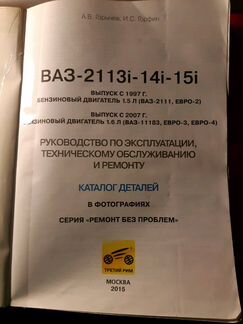 А.В. Горычев, И.С. Горфин
ВАЗ-2113i-14i-15i
ВЫПУСК С 1997 Г.
БЕНЗИНОВЫЙ ДВИГАТЕЛЬ 1.5 Л (ВАЗ-2111, ЕВРО-2)
ВЫПУСК С 2007 Г.
БЕНЗИНОВЫЙ ДВИГАТЕЛЬ 1.6 Л (ВАЗ-11183, ЕВРО-3, ЕВРО-4)
РУКОВОДСТВО ПО ЭКСПЛУАТАЦИИ,
ТЕХНИЧЕСКОМУ ОБСЛУЖИВАНИЮ
И РЕМОНТУ
КАТАЛОГ ДЕТАЛЕЙ
В ФОТОГРАФИЯХ
СЕРИЯ «РЕМОНТ БЕЗ ПРОБЛЕМ»
ТРЕТИЙ РИМ
МОСКВА
2015